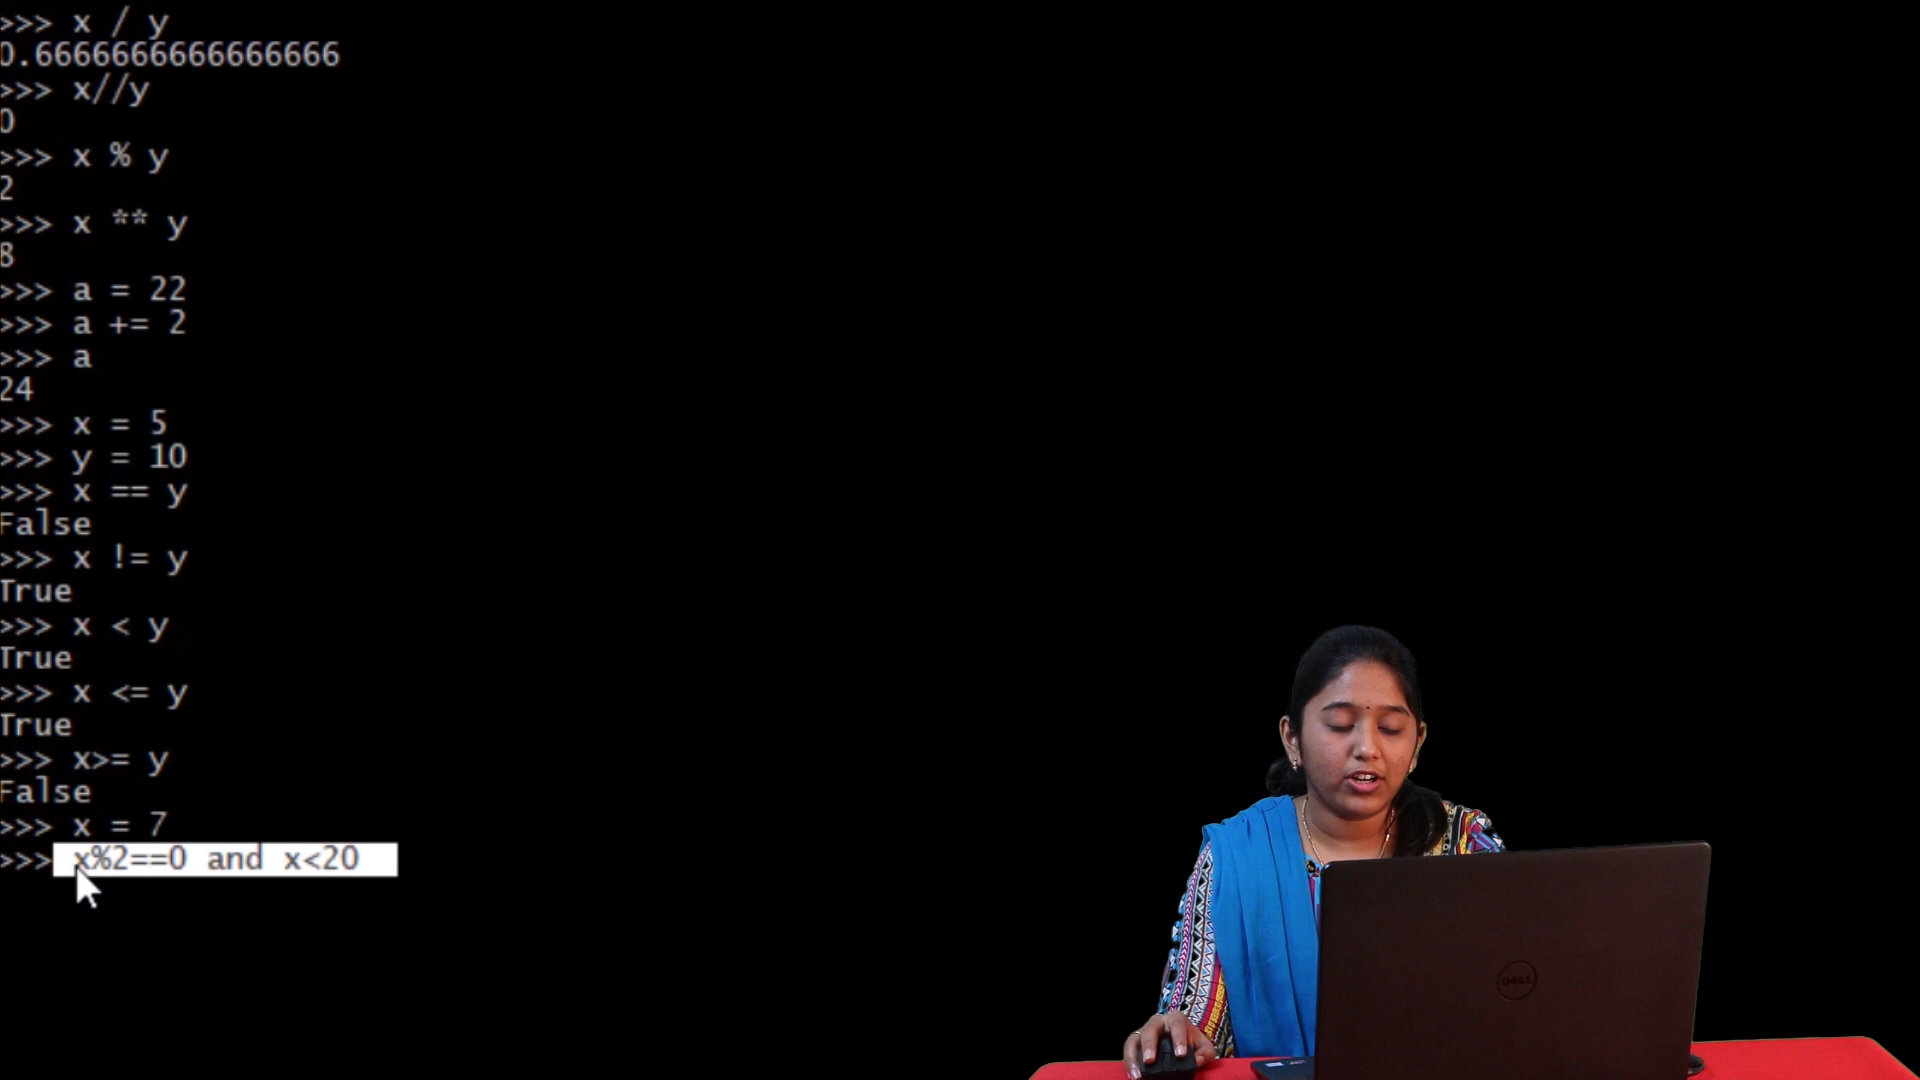 >>> x / y
0.6666666666666666
>>> x//y
0
>>> x % y
2
>>> x ** y
8
>>> a = 22
>>> a += 2
>>> a
24
>>> x = 5
>>> y = 10
>>> x == y
False
>>> x != y
True
>>> x < y
True
>>> x <= y
True
>>> x>= y
False
>>> x = 7
>>> x%2==0 and x<20
DELL